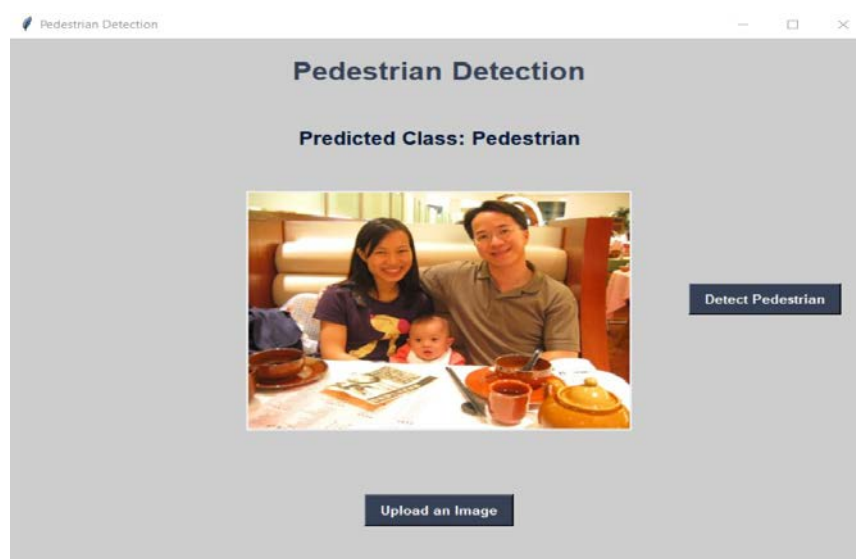 Pedestrian Detection
Pedestrian Detection
Predicted Class: Pedestrian
Detect Pedestrian
Upload an Image